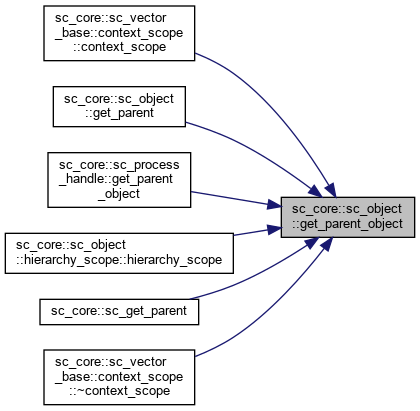 sc_core::sc_vector
_base::context_scope
::context_scope
sc_core::sc_object
::get_parent
sc_core::sc_process
_handle::get_parent
_object
sc_core::sc_object
::get_parent_object
sc_core::sc_object
::hierarchy_scope::hierarchy_scope
sc_core::sc_get_parent
sc_core::sc_vector
_base::context_scope
::~context_scope